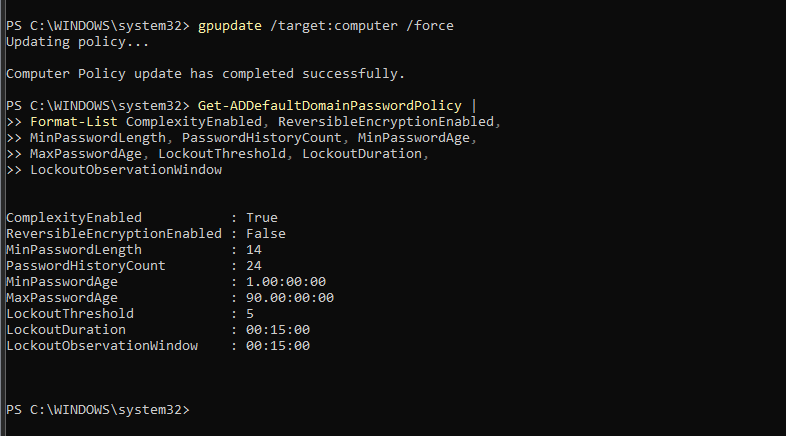 PS C:\WINDOWS\system32> gpupdate /target:computer /force
Updating policy...
Computer Policy update has completed successfully.
PS C:\WINDOWS\system32> Get-ADDefaultDomainPasswordPolicy |
>> Format-List ComplexityEnabled, ReversibleEncryptionEnabled,
>> MinPasswordLength, PasswordHistoryCount, MinPasswordAge,
>> MaxPasswordAge, LockoutThreshold, LockoutDuration,
>> LockoutObservationWindow
ComplexityEnabled           : True
ReversibleEncryptionEnabled : False
MinPasswordLength           : 14
PasswordHistoryCount        : 24
MinPasswordAge              : 1.00:00:00
MaxPasswordAge              : 90.00:00:00
LockoutThreshold            : 5
LockoutDuration             : 00:15:00
LockoutObservationWindow    : 00:15:00
PS C:\WINDOWS\system32>